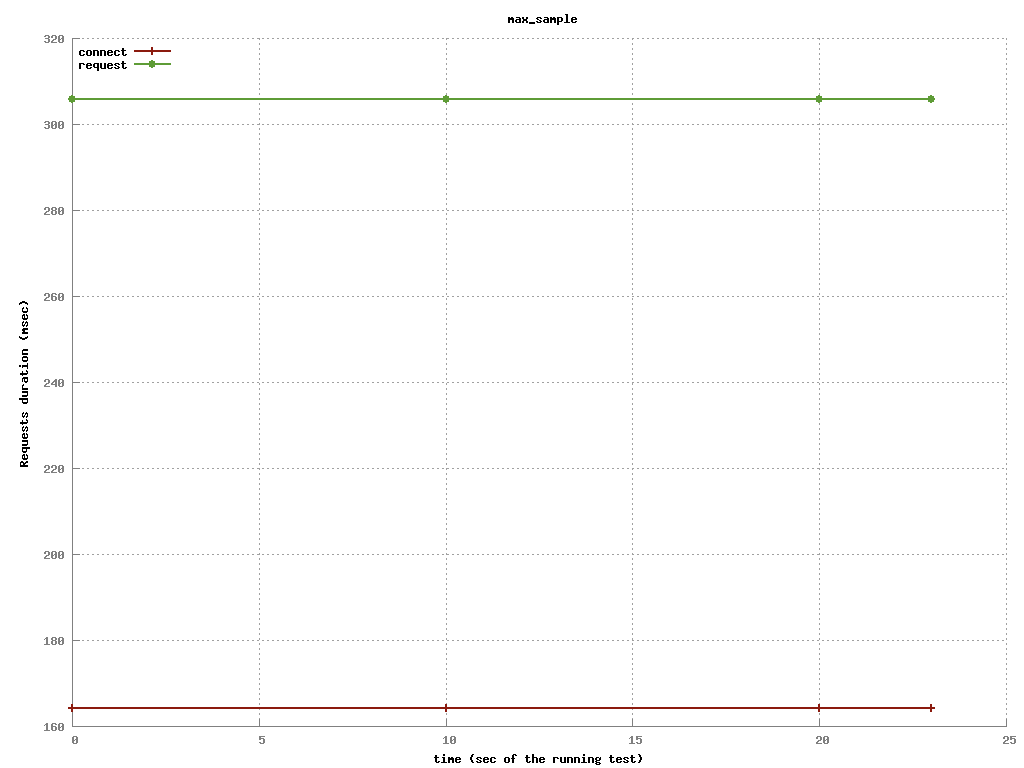 max_sample
320
connect
request
300
280
260
240
220
200
180
160
Requests duration (msec)
0 5 10 15 20 25
time (sec of the running test)